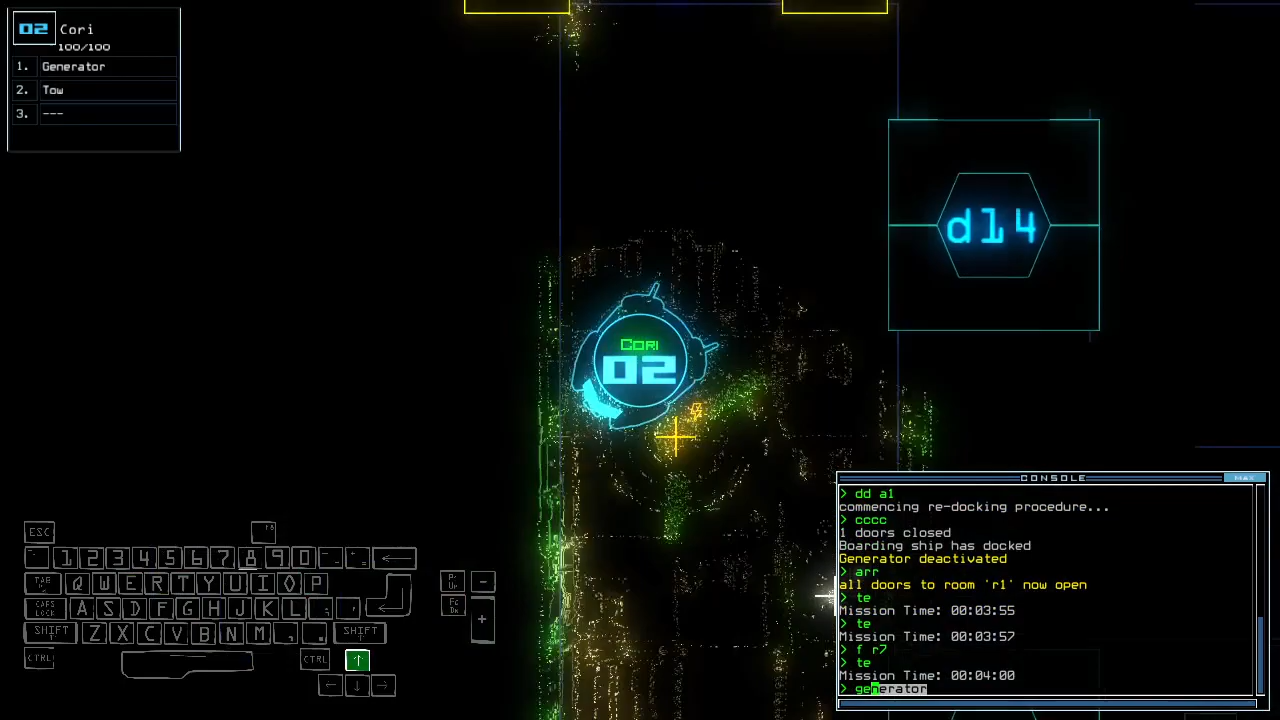 02 Cori
100/100
1. Generator
2. Tow
3. ---
d14
Cori
02
CONSOLE
MAX
> dd a1
commencing re-docking procedure...
> cccc
1 doors closed
Boarding ship has docked
Generator deactivated
> arr
all doors to room 'r1' now open
> te
Mission Time: 00:03:55
> te
Mission Time: 00:03:57
> f r7
> te
Mission Time: 00:04:00
> generator
ESC
1 2 3 4 5 6 7 8 9 0 - =
TAB Q W E R T Y U I O P
CAPS LOCK A S D F G H J K L ; '
SHIFT Z X C V B N M , . SHIFT
CTRL CTRL